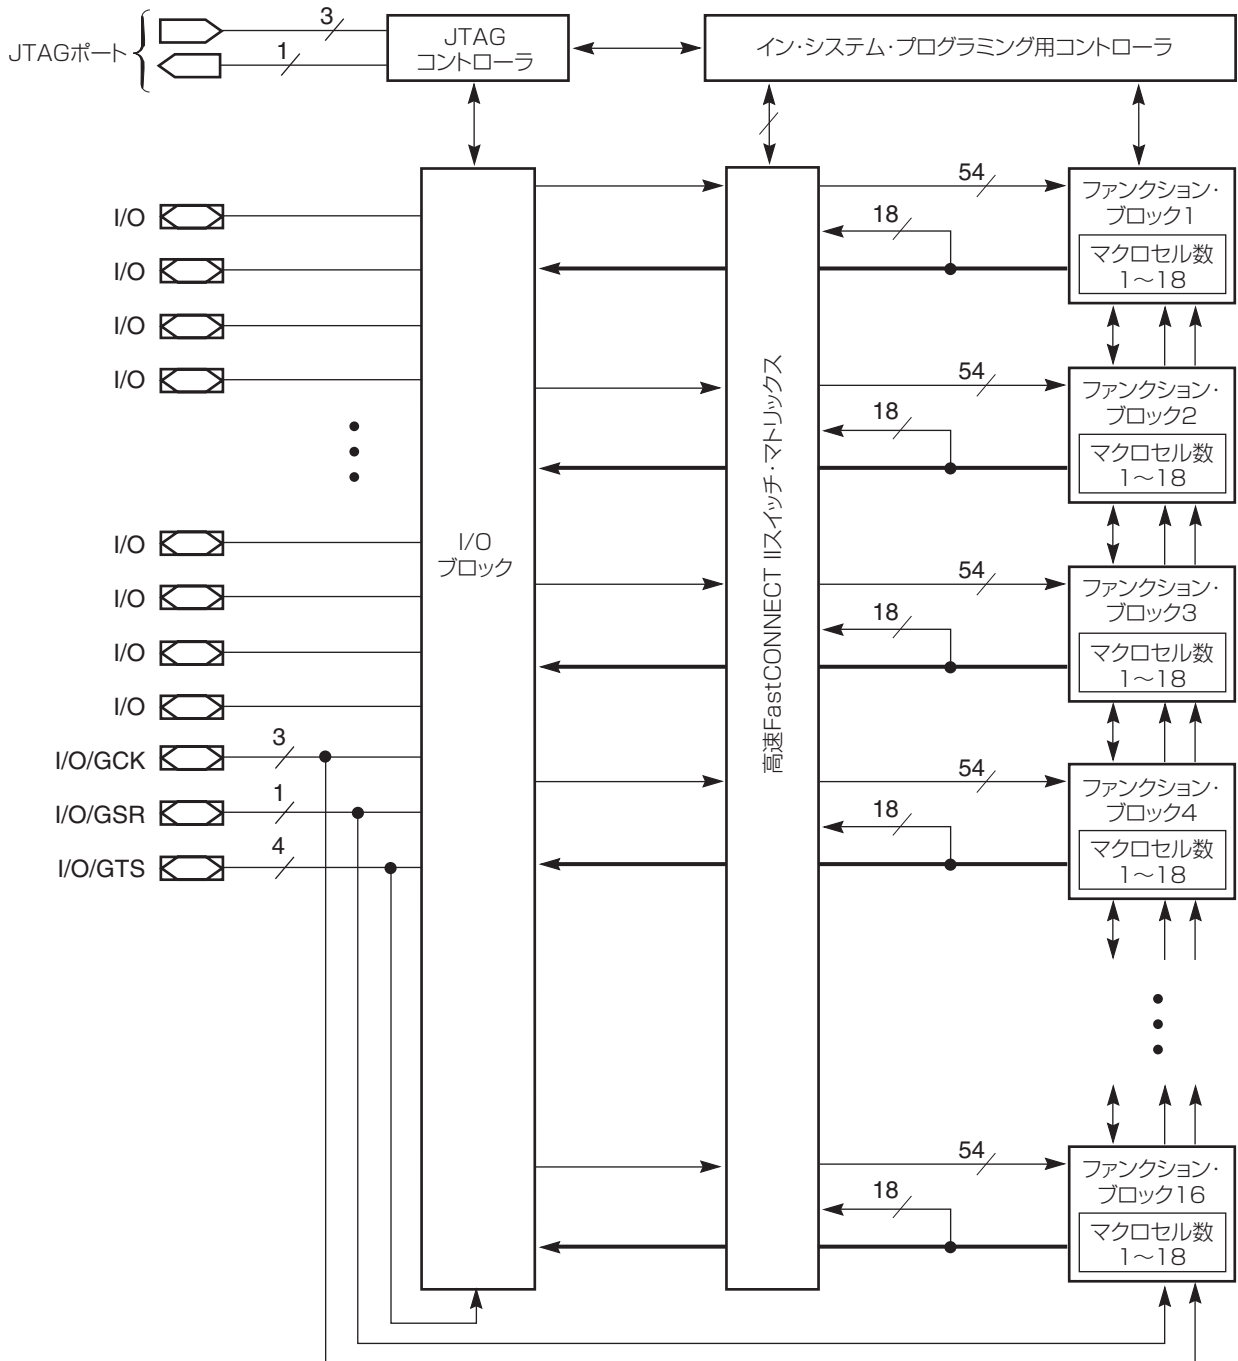 JTAGポート
3
1
JTAG
コントローラ
イン・システム・プログラミング用コントローラ
I/O
I/O
I/O
I/O
I/O
I/O
I/O
I/O
I/O/GCK
3
I/O/GSR
1
I/O/GTS
4
I/O
ブロック
高速FastCONNECT IIスイッチ・マトリックス
54
18
ファンクション・
ブロック1
マクロセル数
1〜18
54
18
ファンクション・
ブロック2
マクロセル数
1〜18
54
18
ファンクション・
ブロック3
マクロセル数
1〜18
54
18
ファンクション・
ブロック4
マクロセル数
1〜18
54
18
ファンクション・
ブロック16
マクロセル数
1〜18